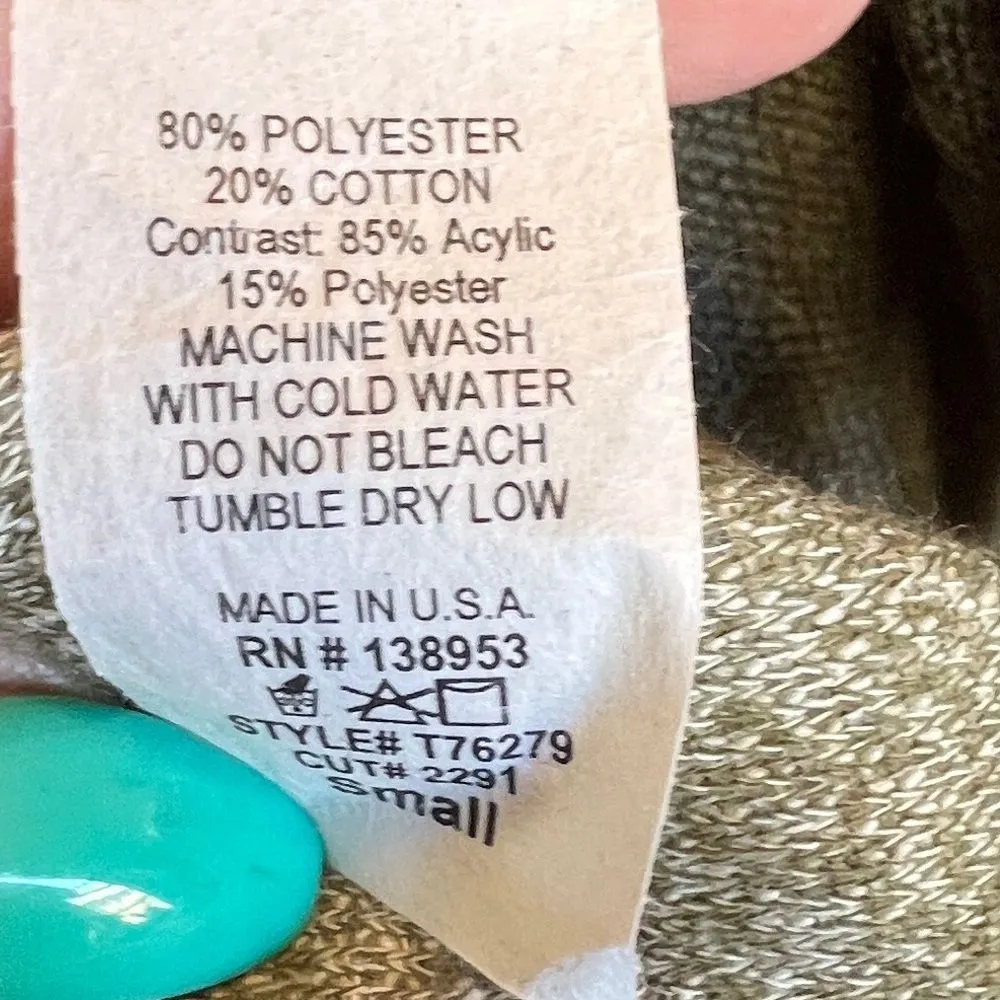 80% POLYESTER
20% COTTON
Contrast: 85% Acylic
15% Polyester
MACHINE WASH
WITH COLD WATER
DO NOT BLEACH
TUMBLE DRY LOW
MADE IN U.S.A.
RN # 138953
STYLE# T76279
CUT# 2291
Small